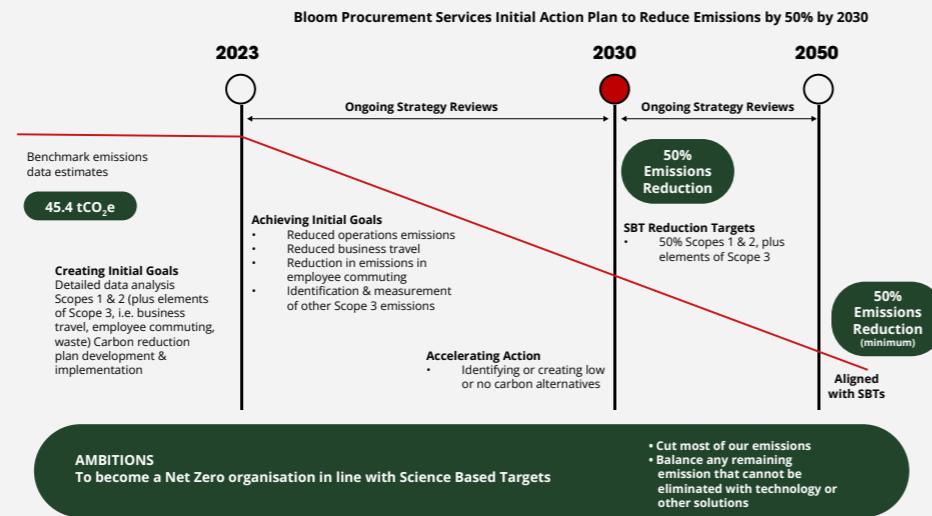 Bloom Procurement Services Initial Action Plan to Reduce Emissions by 50% by 2030
2023
2030
2050
Ongoing Strategy Reviews
Ongoing Strategy Reviews
Benchmark emissions
data estimates
45.4 tCO₂e
Creating Initial Goals
Detailed data analysis
Scopes 1 & 2 (plus elements
of Scope 3, i.e. business
travel, employee commuting,
waste) Carbon reduction
plan development &
implementation
Achieving Initial Goals
• Reduced operations emissions
• Reduced business travel
• Reduction in emissions in
employee commuting
• Identification & measurement
of other Scope 3 emissions
Accelerating Action
• Identifying or creating low
or no carbon alternatives
50%
Emissions
Reduction
SBT Reduction Targets
• 50% Scopes 1 & 2, plus
elements of Scope 3
50%
Emissions
Reduction
(minimum)
Aligned
with SBTs
AMBITIONS
To become a Net Zero organisation in line with Science Based Targets
• Cut most of our emissions
• Balance any remaining
emission that cannot be
eliminated with technology or
other solutions